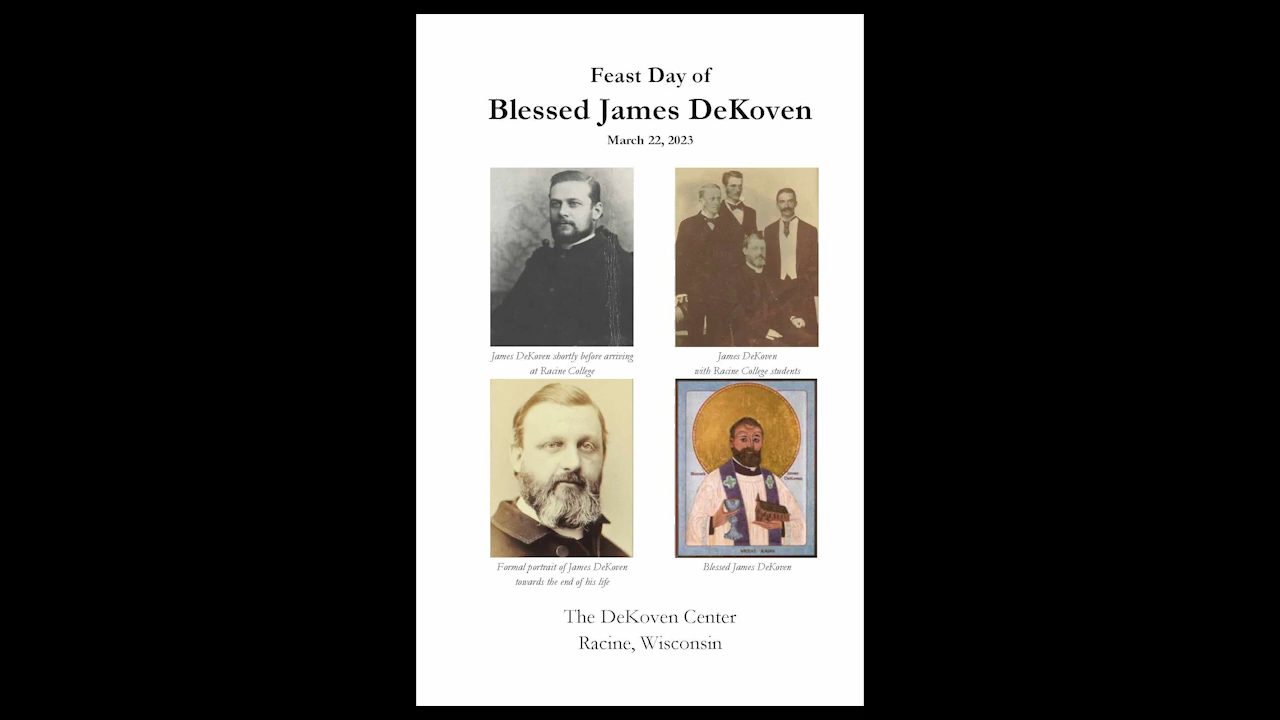 Feast Day of
Blessed James DeKoven
March 22, 2023
James DeKoven shortly before arriving
at Racine College
James DeKoven
with Racine College students
Formal portrait of James DeKoven
towards the end of his life
Blessed James DeKoven
The DeKoven Center
Racine, Wisconsin